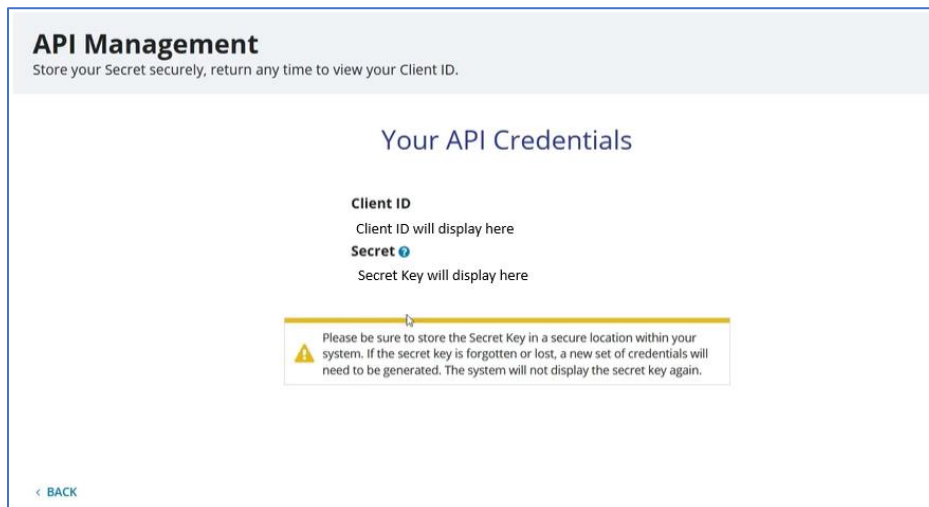 API Management
Store your Secret securely, return any time to view your Client ID.
Your API Credentials
Client ID
Client ID will display here
Secret ?
Secret Key will display here
Please be sure to store the Secret Key in a secure location within your
system. If the secret key is forgotten or lost, a new set of credentials will
need to be generated. The system will not display the secret key again.
< BACK